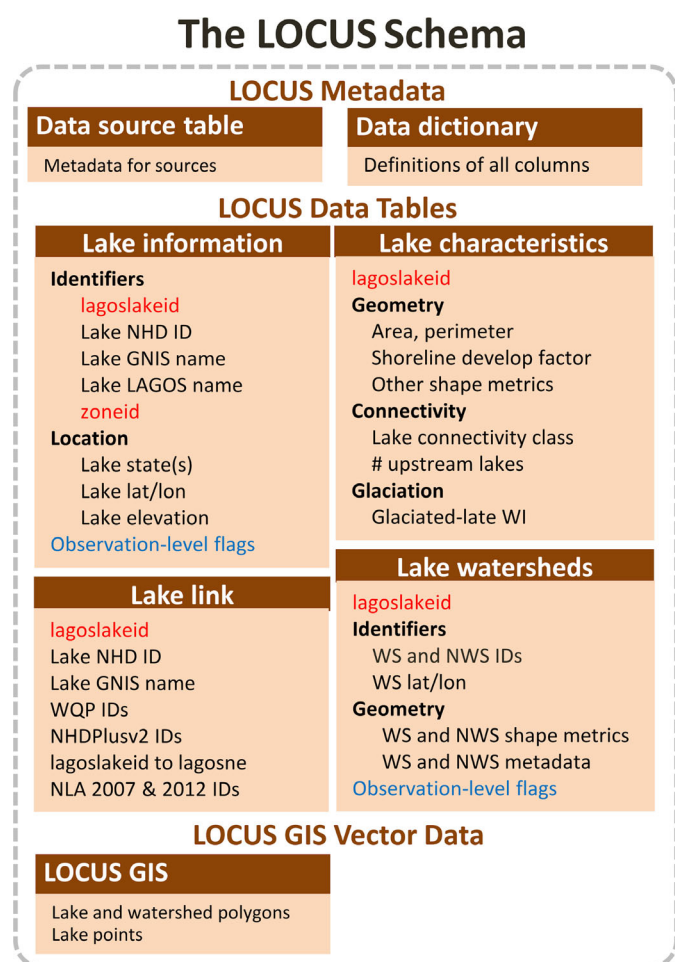 The LOCUS Schema
LOCUS Metadata
Data source table
Metadata for sources
Data dictionary
Definitions of all columns
LOCUS Data Tables
Lake information
Identifiers
lagoslakeid
Lake NHD ID
Lake GNIS name
Lake LAGOS name
zoneid
Location
Lake state(s)
Lake lat/lon
Lake elevation
Observation-level flags
Lake characteristics
lagoslakeid
Geometry
Area, perimeter
Shoreline develop factor
Other shape metrics
Connectivity
Lake connectivity class
# upstream lakes
Glaciation
Glaciated-late WI
Lake link
lagoslakeid
Lake NHD ID
Lake GNIS name
WQP IDs
NHDPlusv2 IDs
lagoslakeid to lagosne
NLA 2007 & 2012 IDs
Lake watersheds
lagoslakeid
Identifiers
WS and NWS IDs
WS lat/lon
Geometry
WS and NWS shape metrics
WS and NWS metadata
Observation-level flags
LOCUS GIS Vector Data
LOCUS GIS
Lake and watershed polygons
Lake points